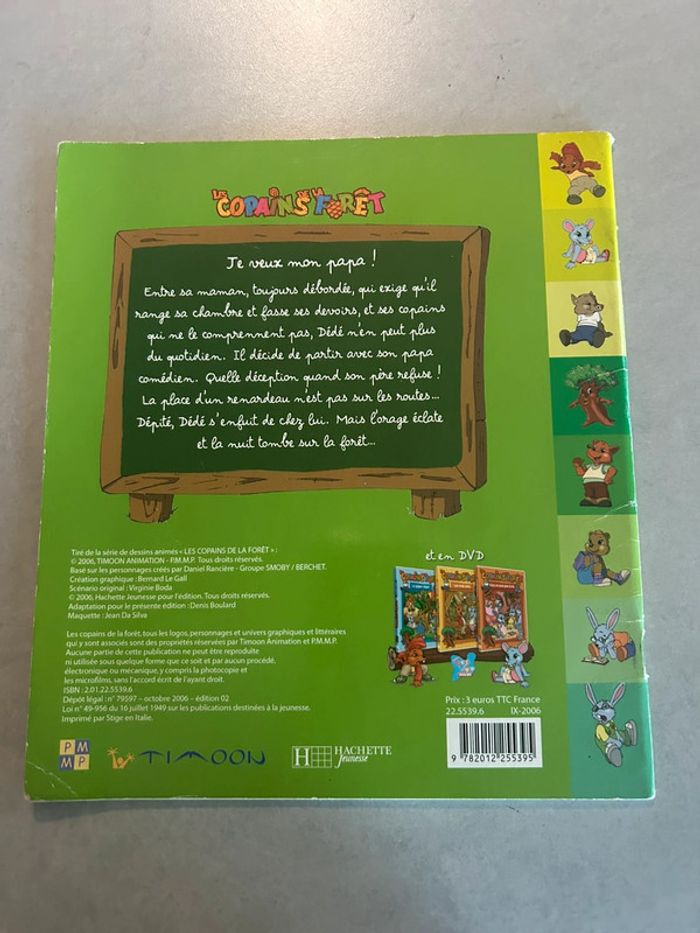 LES COPAINS DE LA FORÊT
Je veux mon papa !
Entre sa maman, toujours débordée, qui exige qu'il
range sa chambre et fasse ses devoirs, et ses copains
qui ne le comprennent pas, Dédé n'en peut plus
du quotidien. Il décide de partir avec son papa
comédien. Quelle déception quand son père refuse !
La place d'un renardeau n'est pas sur les routes...
Dépité, Dédé s'enfuit de chez lui. Mais l'orage éclate
et la nuit tombe sur la forêt...
Tiré de la série de dessins animés « LES COPAINS DE LA FORÊT » :
© 2006, TIMOON ANIMATION - P.M.M.P. Tous droits réservés.
Basé sur les personnages créés par Daniel Rancière - Groupe SMOBY / BERCHET.
Création graphique : Bernard Le Gall
Scénario original : Virginie Boda
© 2006, Hachette Jeunesse pour l'édition. Tous droits réservés.
Adaptation pour le présente édition : Denis Boulard
Maquette : Jean Da Silva
Les copains de la forêt, tous les logos, personnages et univers graphiques et littéraires
qui y sont associés sont des propriétés réservées par Timoon Animation et P.M.M.P.
Aucune partie de cette publication ne peut être reproduite
ni utilisée sous quelque forme que ce soit et par aucun procédé,
électronique ou mécanique, y compris la photocopie et
les microfilms, sans l'accord écrit de l'ayant droit.
ISBN : 2.01.22.5539.6
Dépôt légal : n° 79597 – octobre 2006 – édition 02
Loi n° 49-956 du 16 juillet 1949 sur les publications destinées à la jeunesse.
Imprimé par Stige en Italie.
et en DVD
Prix : 3 euros TTC France
22.5539.6 IX-2006
9 782012 255395
PM
MP
TIMOON
H HACHETTE
Jeunesse